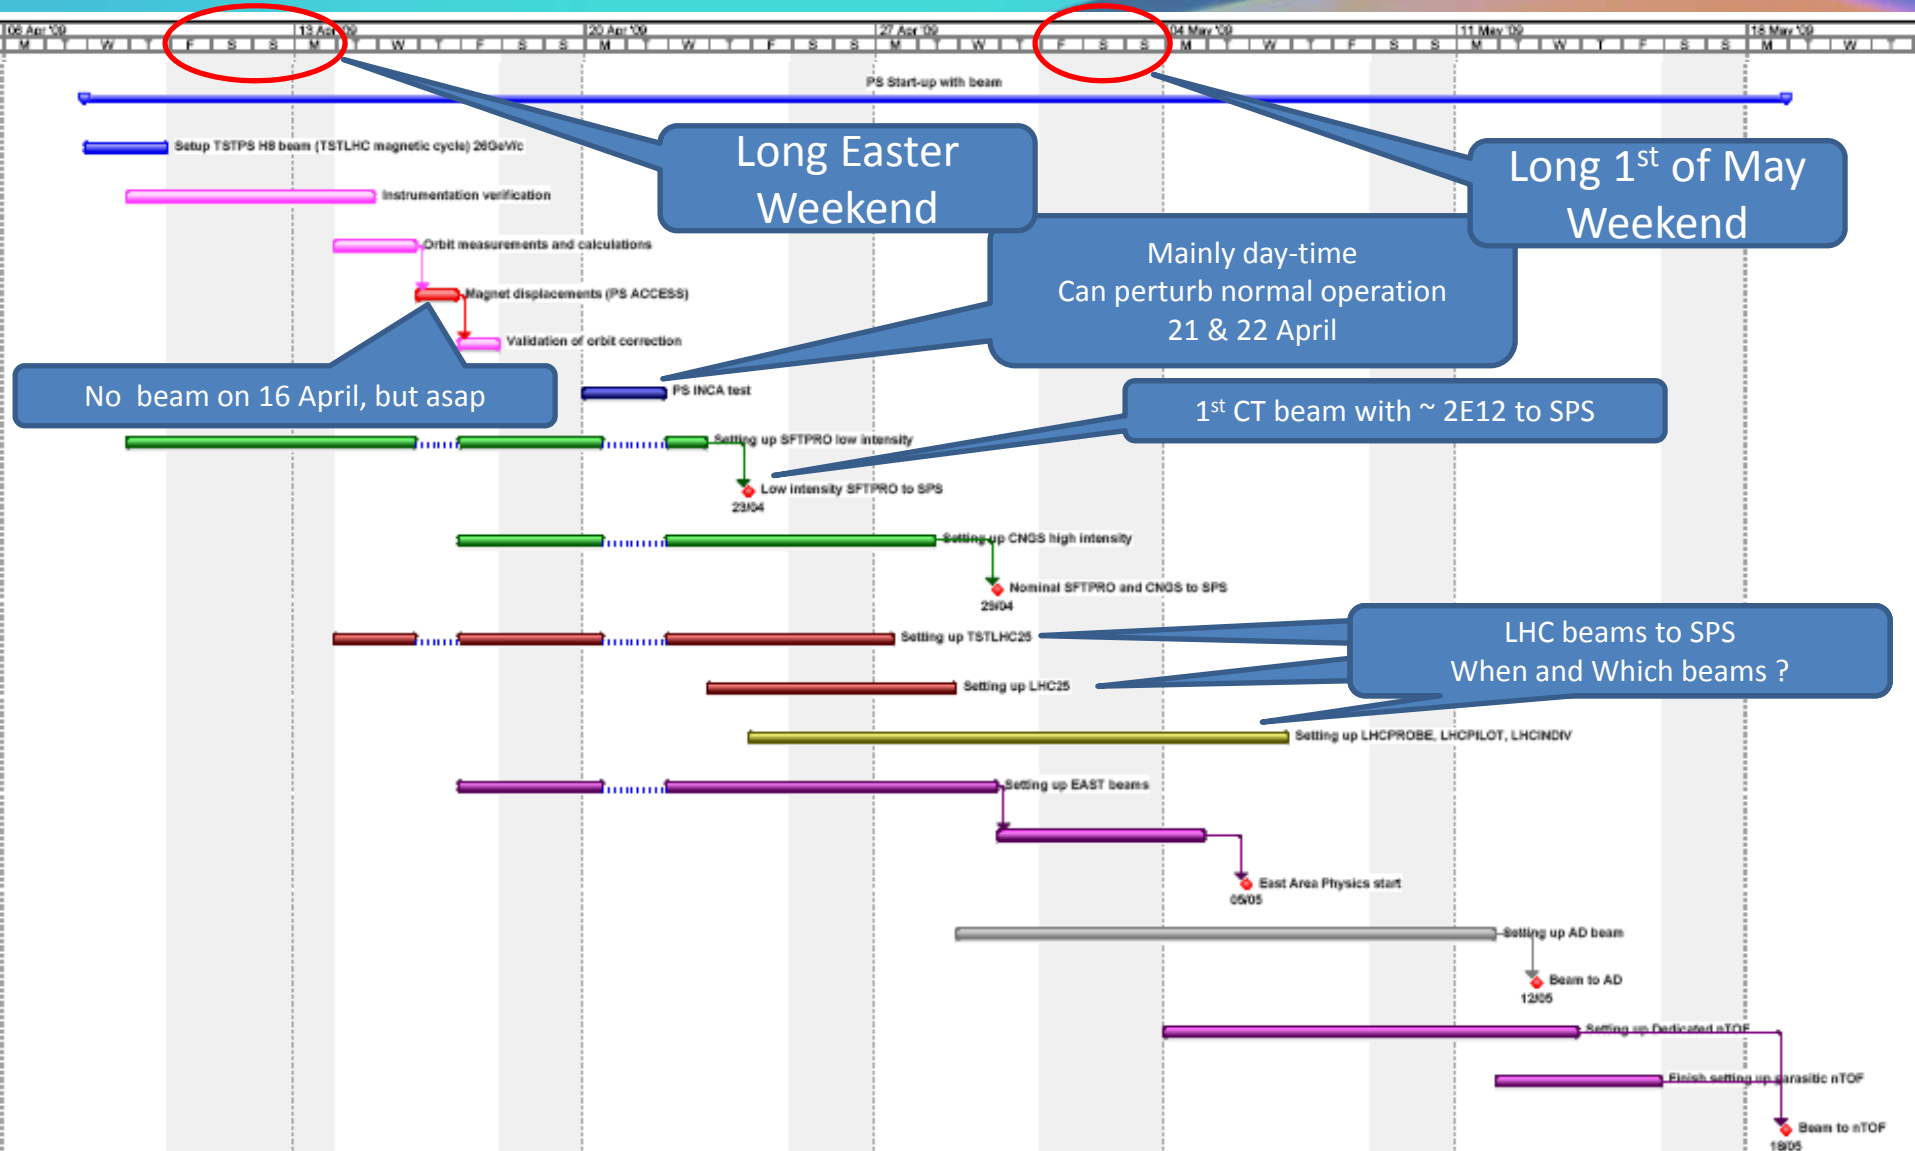 06 Apr '09 13 Apr '09 20 Apr '09 27 Apr '09 04 May '09 11 May '09 18 May '09
M T W T F S S M T W T F S S M T W T F S S M T W T F S S M T W T F S S M T W T F S S M T W T
PS Start-up with beam
Setup TSTPS H8 beam (TSTLHC magnetic cycle) 26GeV/c
Long Easter
Weekend
Long 1st of May
Weekend
Instrumentation verification
Orbit measurements and calculations
Mainly day-time
Can perturb normal operation
21 & 22 April
Magnet displacements (PS ACCESS)
Validation of orbit correction
No beam on 16 April, but asap
PS INCA test
1st CT beam with ~ 2E12 to SPS
Setting up SFTPRO low intensity
Low intensity SFTPRO to SPS
23/04
Setting up CNGS high intensity
Nominal SFTPRO and CNGS to SPS
29/04
Setting up TSTLHC25
LHC beams to SPS
When and Which beams ?
Setting up LHC25
Setting up LHCPROBE, LHCPILOT, LHCINDIV
Setting up EAST beams
East Area Physics start
05/05
Setting up AD beam
Beam to AD
12/05
Setting up Dedicated nTOF
Finish setting up parasitic nTOF
Beam to nTOF
18/05